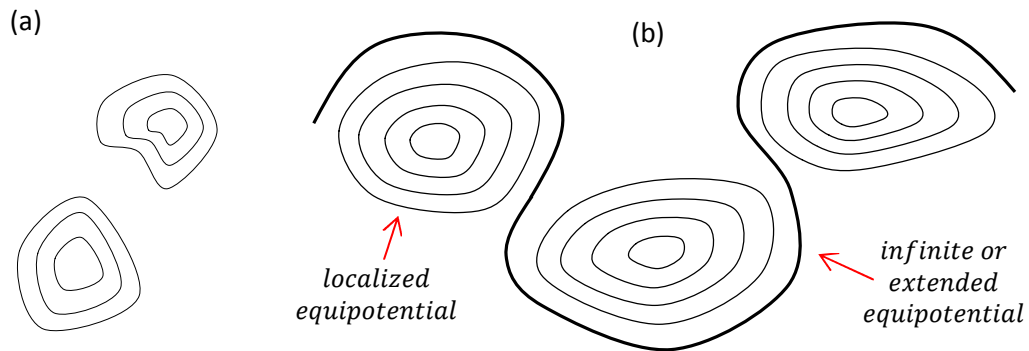 (a)
(b)
localized
equipotential
infinite or
extended
equipotential